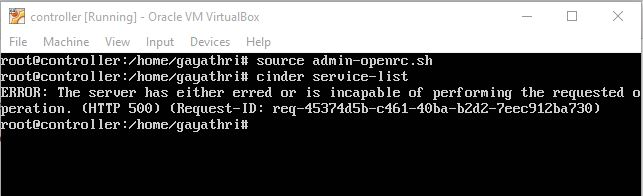 controller [Running] - Oracle VM VirtualBox
File Machine View Input Devices Help
root@controller:/home/gayathri# source admin-openrc.sh
root@controller:/home/gayathri# cinder service-list
ERROR: The server has either erred or is incapable of performing the requested o
peration. (HTTP 500) (Request-ID: req-45374d5b-c461-40ba-b2d2-7eec912ba730)
root@controller:/home/gayathri#